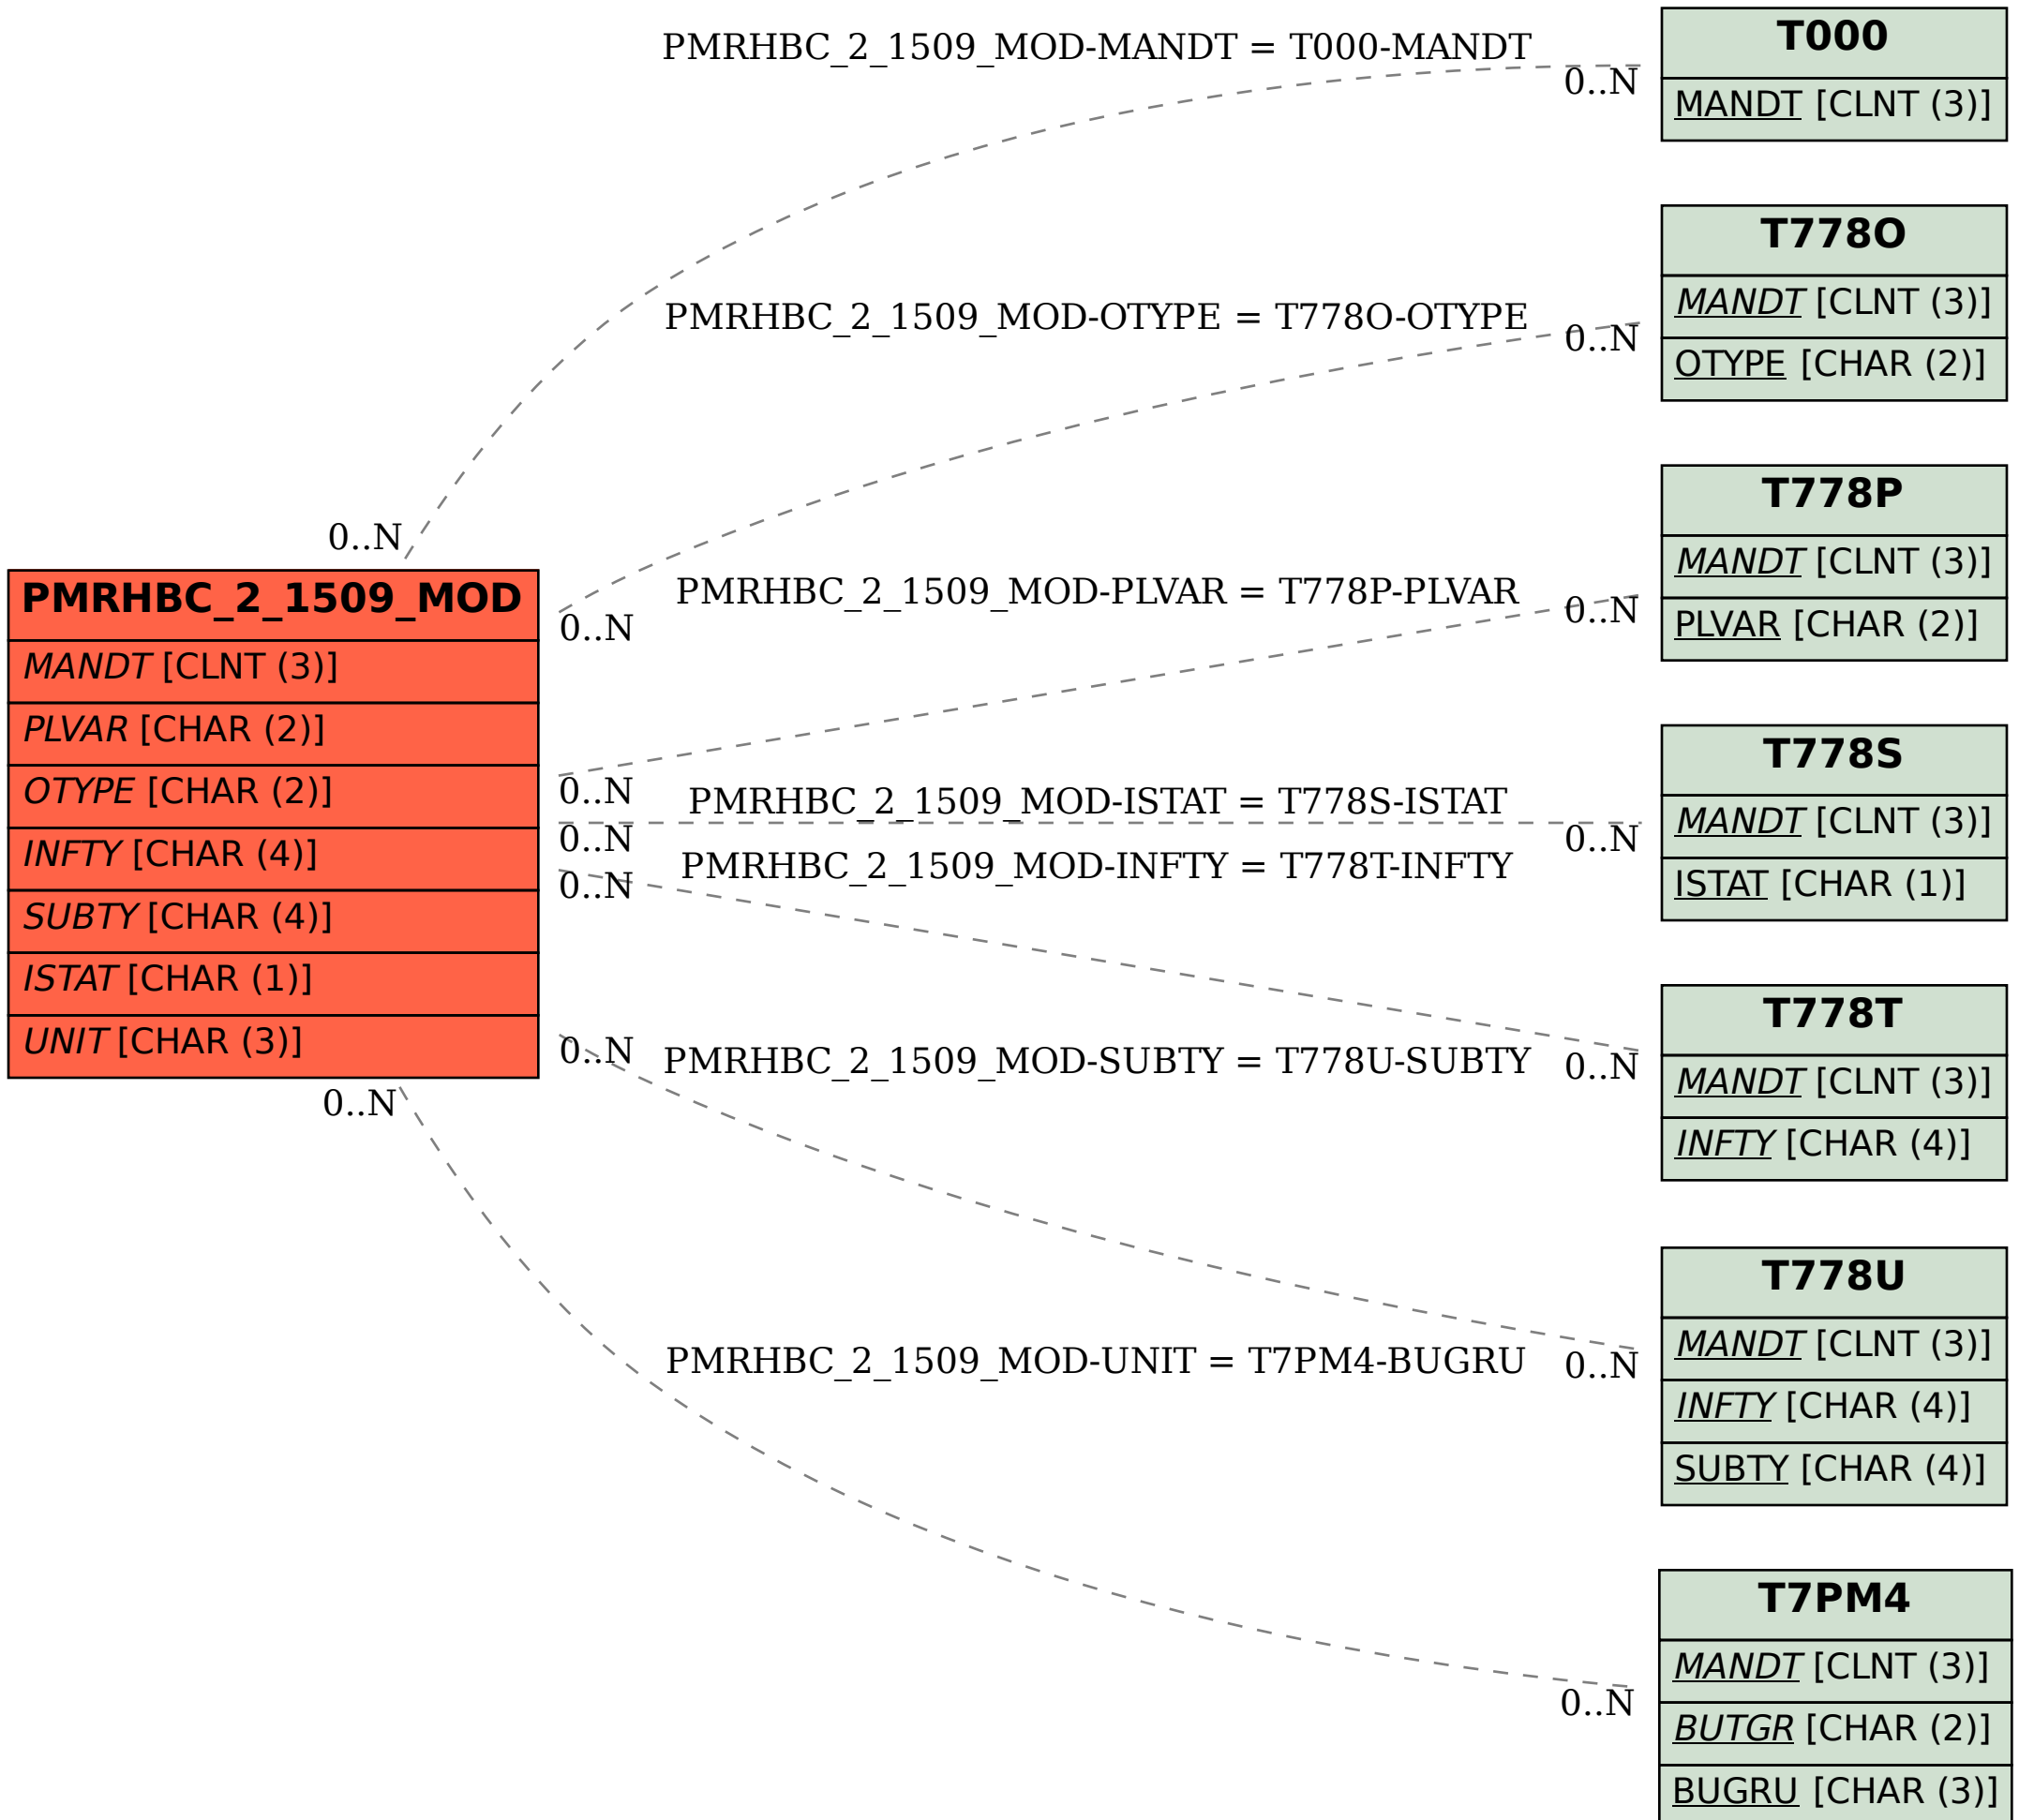 PMRHBC_2_1509_MOD-MANDT = T000-MANDT
0..N
T000
MANDT [CLNT (3)]
PMRHBC_2_1509_MOD-OTYPE = T778O-OTYPE
0..N
T778O
MANDT [CLNT (3)]
OTYPE [CHAR (2)]
0..N
0..N
PMRHBC_2_1509_MOD-PLVAR = T778P-PLVAR
0..N
T778P
MANDT [CLNT (3)]
PLVAR [CHAR (2)]
PMRHBC_2_1509_MOD
MANDT [CLNT (3)]
PLVAR [CHAR (2)]
OTYPE [CHAR (2)]
INFTY [CHAR (4)]
SUBTY [CHAR (4)]
ISTAT [CHAR (1)]
UNIT [CHAR (3)]
0..N
PMRHBC_2_1509_MOD-ISTAT = T778S-ISTAT
0..N
0..N
T778S
MANDT [CLNT (3)]
ISTAT [CHAR (1)]
PMRHBC_2_1509_MOD-INFTY = T778T-INFTY
0..N
0..N
T778T
MANDT [CLNT (3)]
INFTY [CHAR (4)]
0..N
PMRHBC_2_1509_MOD-SUBTY = T778U-SUBTY
0..N
0..N
T778U
MANDT [CLNT (3)]
INFTY [CHAR (4)]
SUBTY [CHAR (4)]
PMRHBC_2_1509_MOD-UNIT = T7PM4-BUGRU
0..N
T7PM4
MANDT [CLNT (3)]
BUTGR [CHAR (2)]
BUGRU [CHAR (3)]